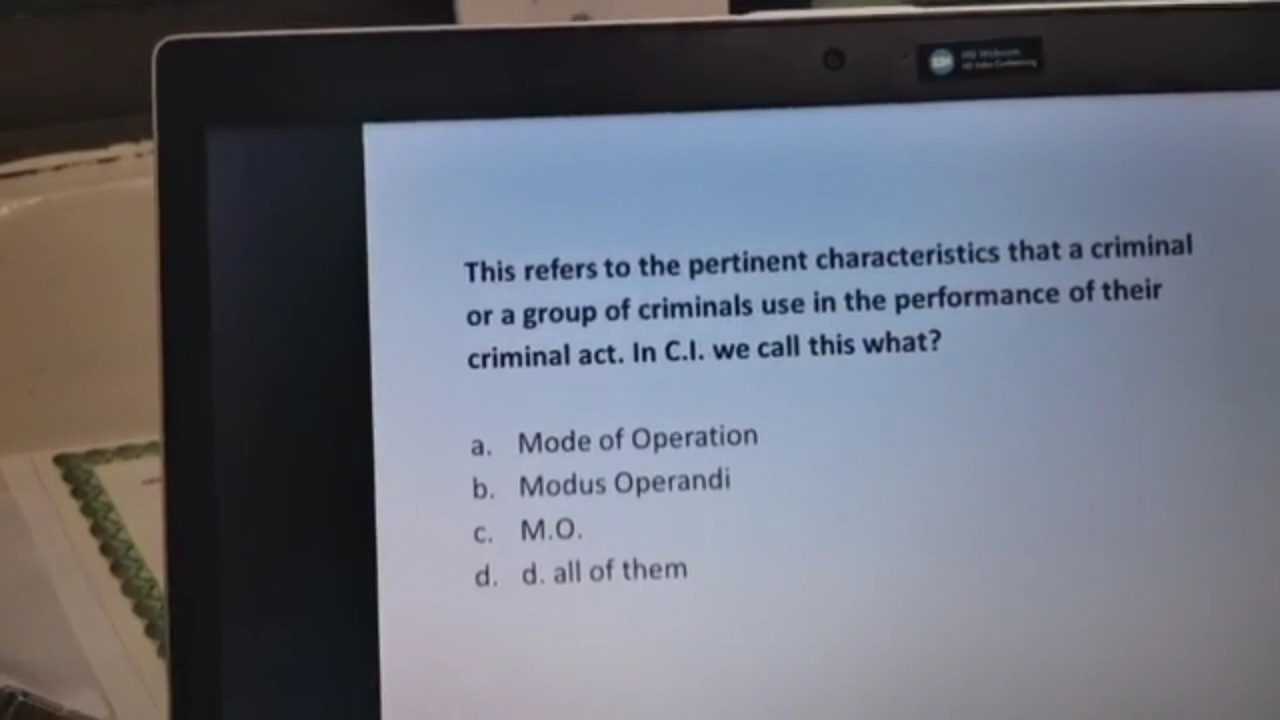 This refers to the pertinent characteristics that a criminal
or a group of criminals use in the performance of their
criminal act. In C.I. we call this what?
a. Mode of Operation
b. Modus Operandi
c. M.O.
d. d. all of them